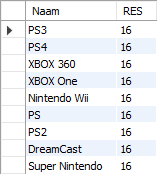 Naam RES
PS3 16
PS4 16
XBOX 360 16
XBOX One 16
Nintendo Wii 16
PS 16
PS2 16
DreamCast 16
Super Nintendo 16